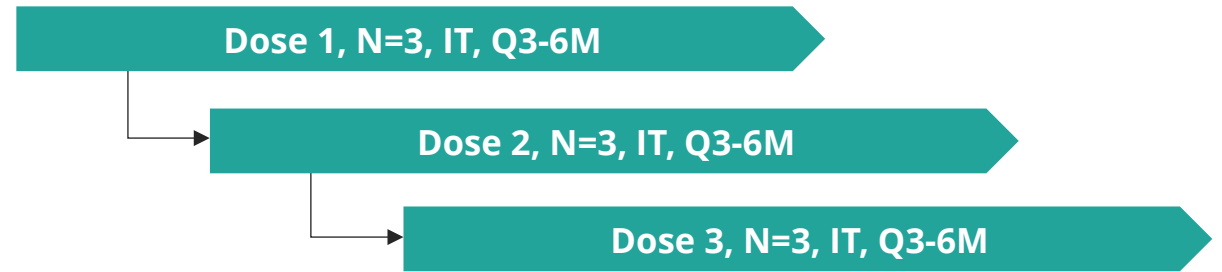 Dose 1, N=3, IT, Q3-6M
Dose 2, N=3, IT, Q3-6M
Dose 3, N=3, IT, Q3-6M